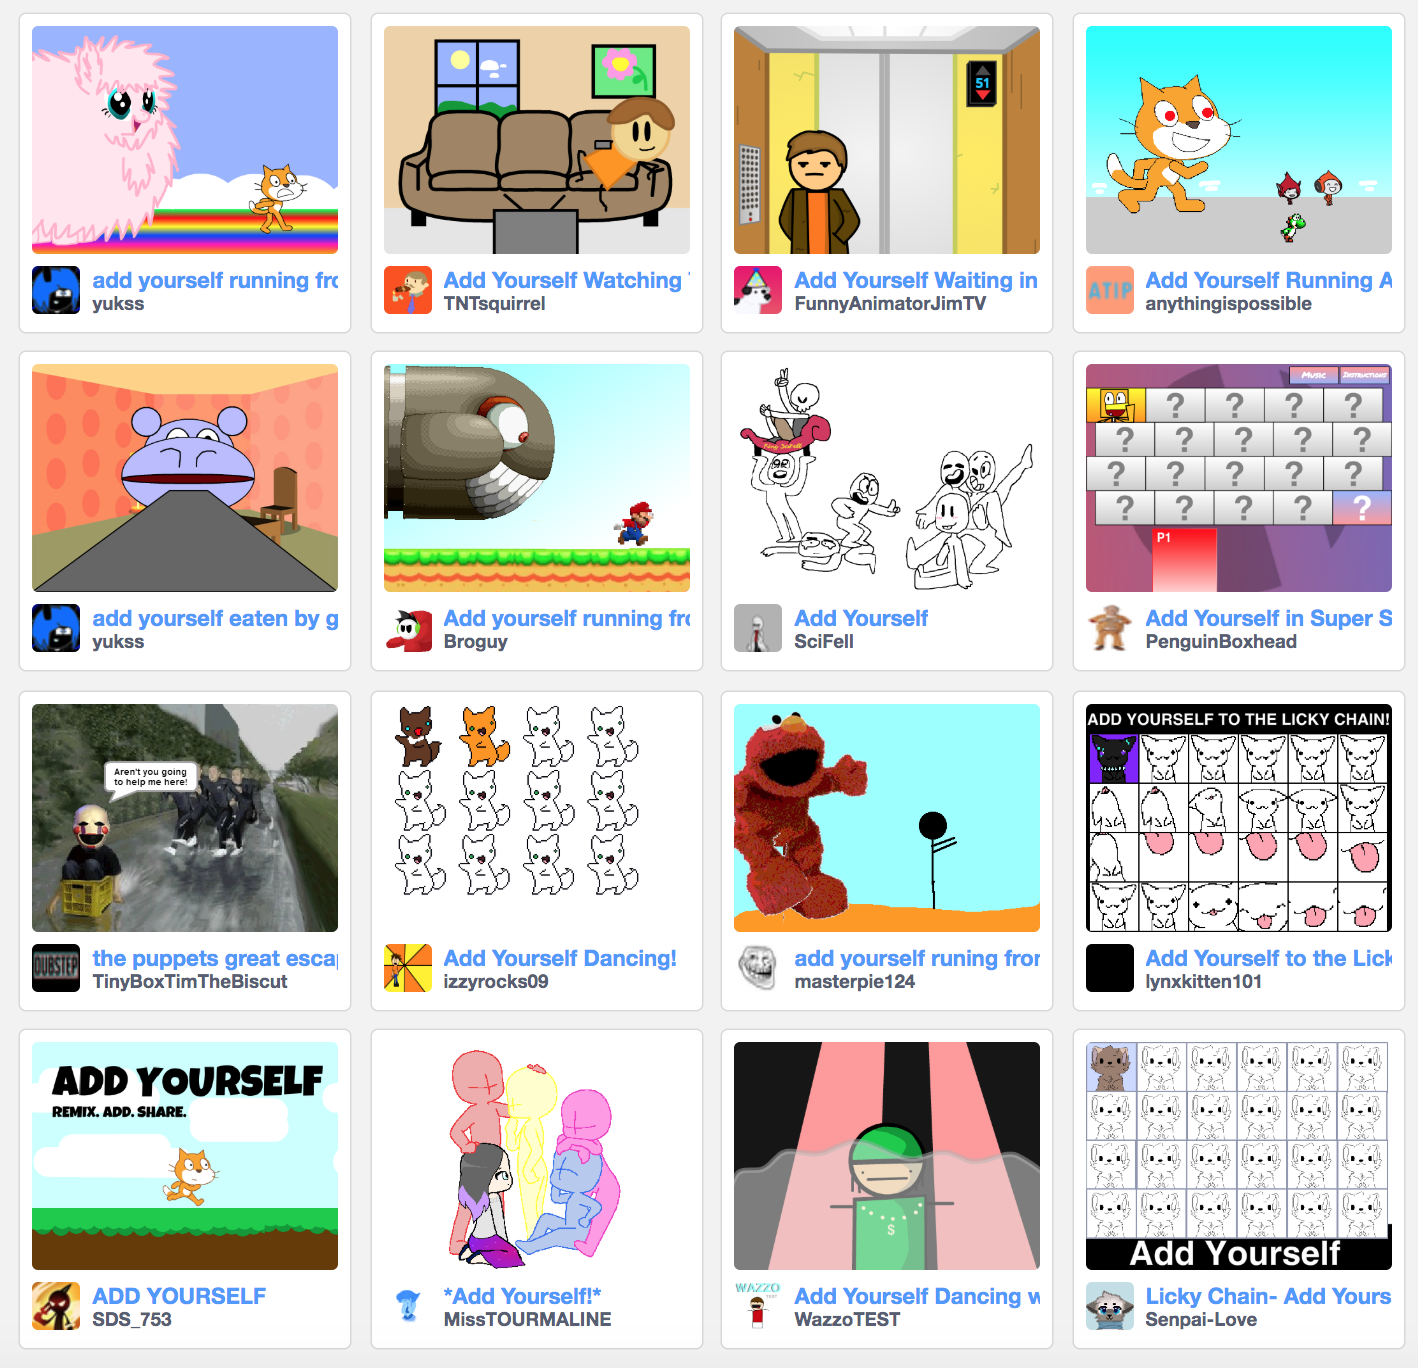 51
add yourself running fro
yukss
Add Yourself Watching
TNTsquirrel
Add Yourself Waiting in
FunnyAnimatorJimTV
ATIP
Add Yourself Running A
anythingispossible
Music
Instructions
? ? ? ?
? ? ? ? ?
? ? ? ? ?
? ? ? ? ?
P1
add yourself eaten by g
yukss
Add yourself running fro
Broguy
Add Yourself
SciFell
Add Yourself in Super S
PenguinBoxhead
Aren't you going
to help me here!
ADD YOURSELF TO THE LICKY CHAIN!
DUBSTEP
the puppets great escap
TinyBoxTimTheBiscut
Add Yourself Dancing!
izzyrocks09
add yourself runing fror
masterpie124
Add Yourself to the Lick
lynxkitten101
ADD YOURSELF
REMIX. ADD. SHARE.
$
Add Yourself
ADD YOURSELF
SDS_753
*Add Yourself!*
MissTOURMALINE
WAZZO
TEST
Add Yourself Dancing w
WazzoTEST
Licky Chain- Add Yours
Senpai-Love